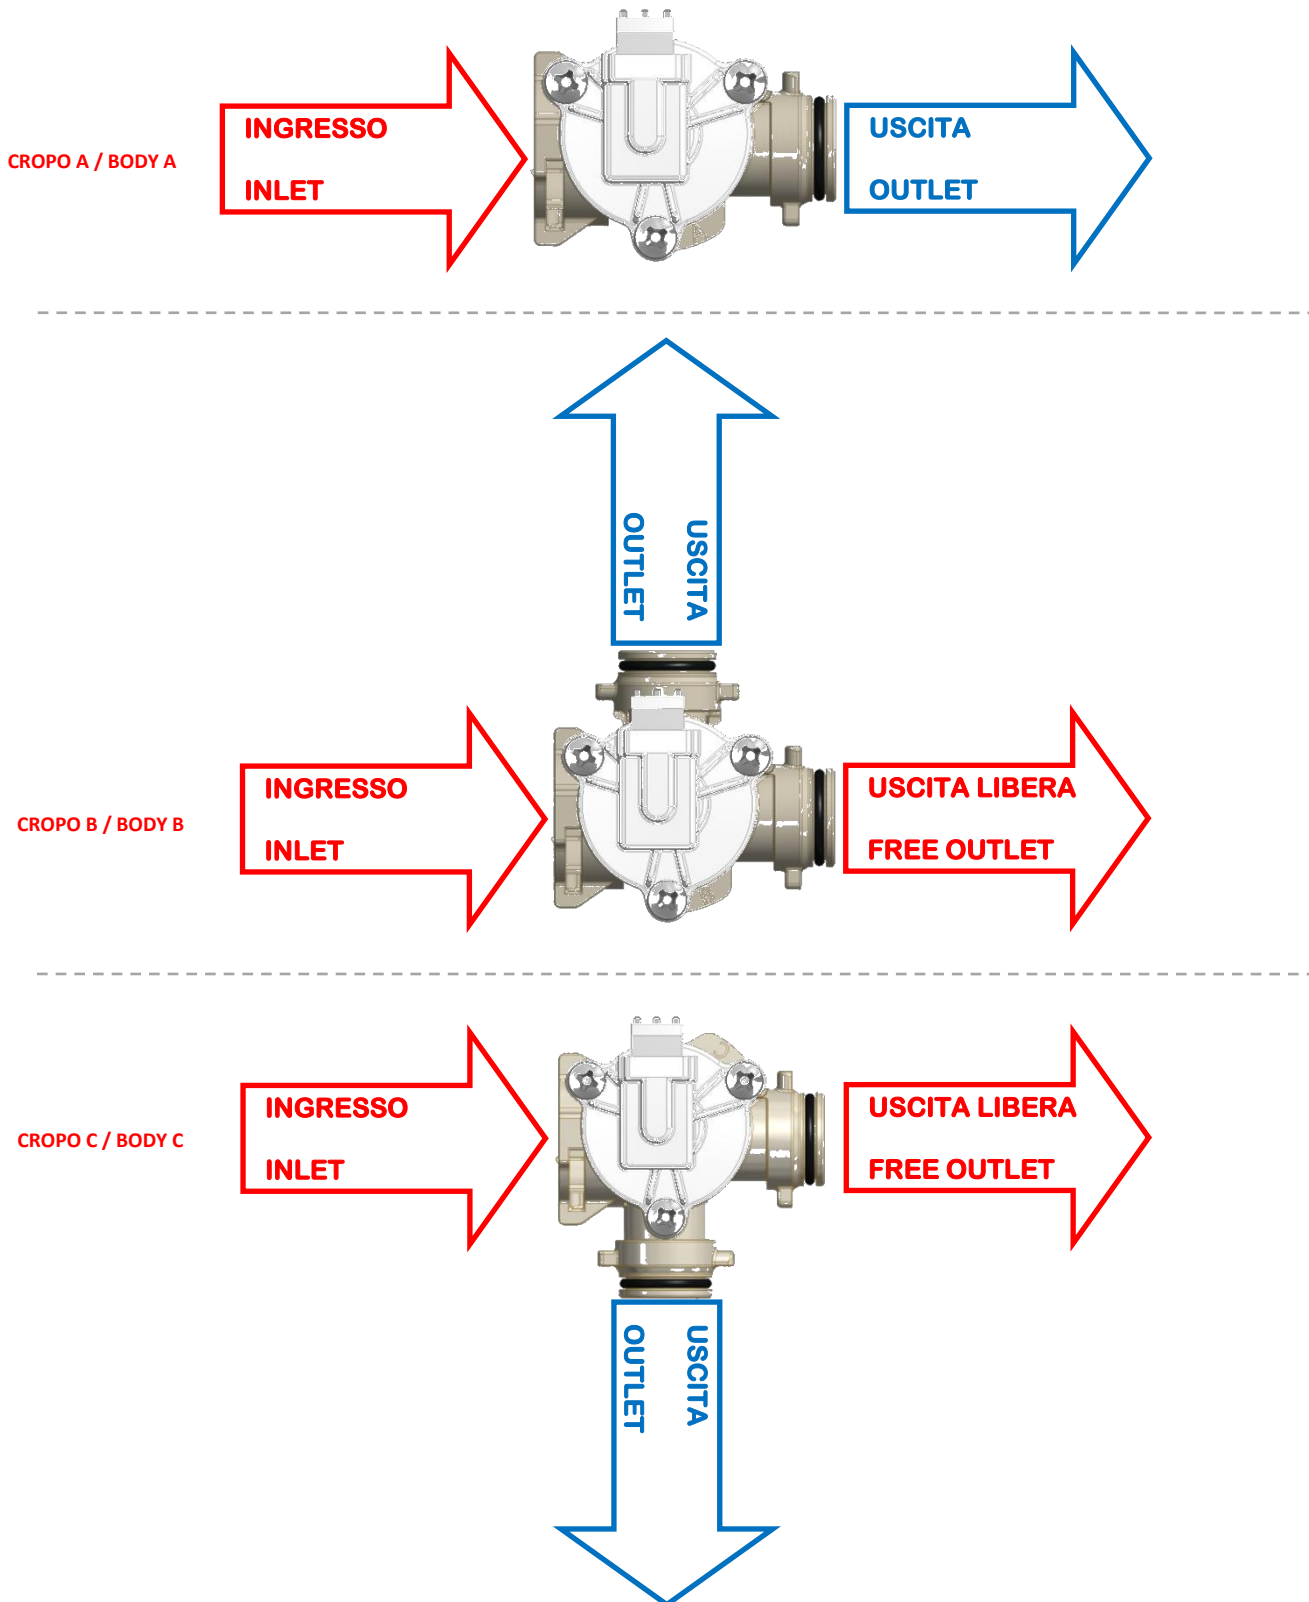 INGRESSO
INLET
USCITA
OUTLET
CROPO A / BODY A
USCITA
OUTLET
INGRESSO
INLET
USCITA LIBERA
FREE OUTLET
CROPO B / BODY B
INGRESSO
INLET
USCITA LIBERA
FREE OUTLET
CROPO C / BODY C
USCITA
OUTLET